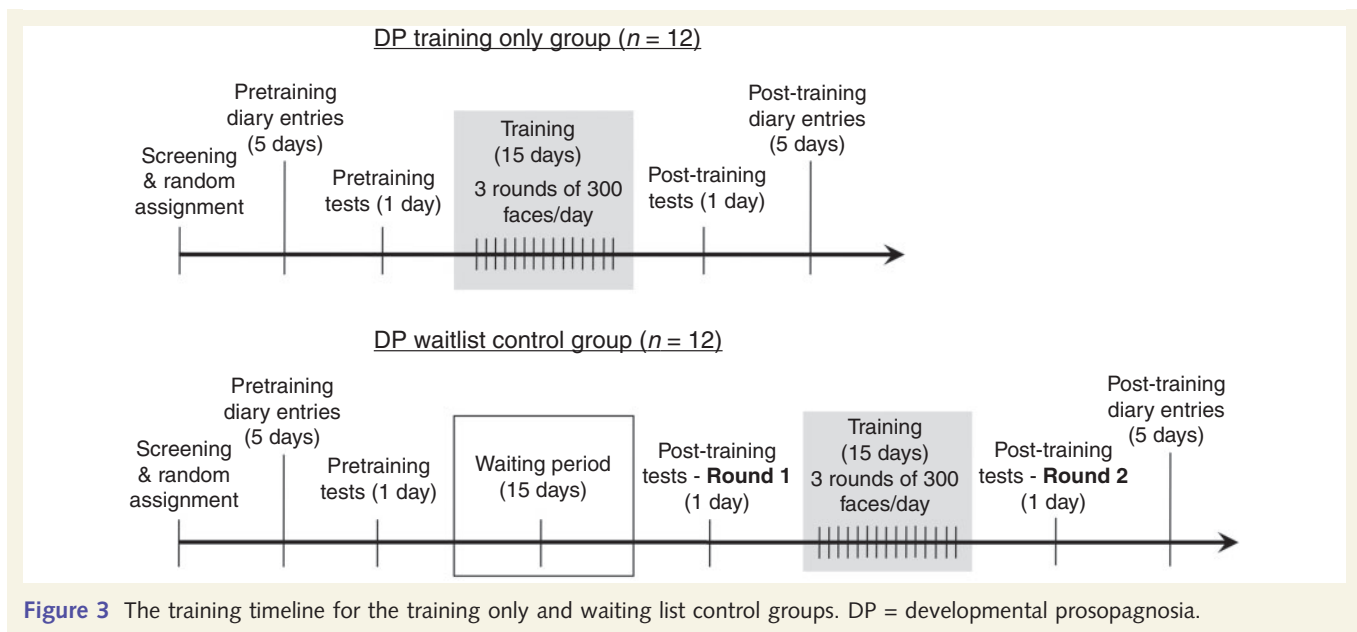 DP training only group (n = 12)
Screening
& random
assignment
Pretraining
diary entries
(5 days)
Pretraining
tests (1 day)
Training
(15 days)
3 rounds of 300
faces/day
Post-training
tests (1 day)
Post-training
diary entries
(5 days)
DP waitlist control group (n = 12)
Screening
& random
assignment
Pretraining
diary entries
(5 days)
Pretraining
tests (1 day)
Waiting period
(15 days)
Post-training
tests - Round 1
(1 day)
Training
(15 days)
3 rounds of 300
faces/day
Post-training
tests - Round 2
(1 day)
Post-training
diary entries
(5 days)
Figure 3 The training timeline for the training only and waiting list control groups. DP = developmental prosopagnosia.